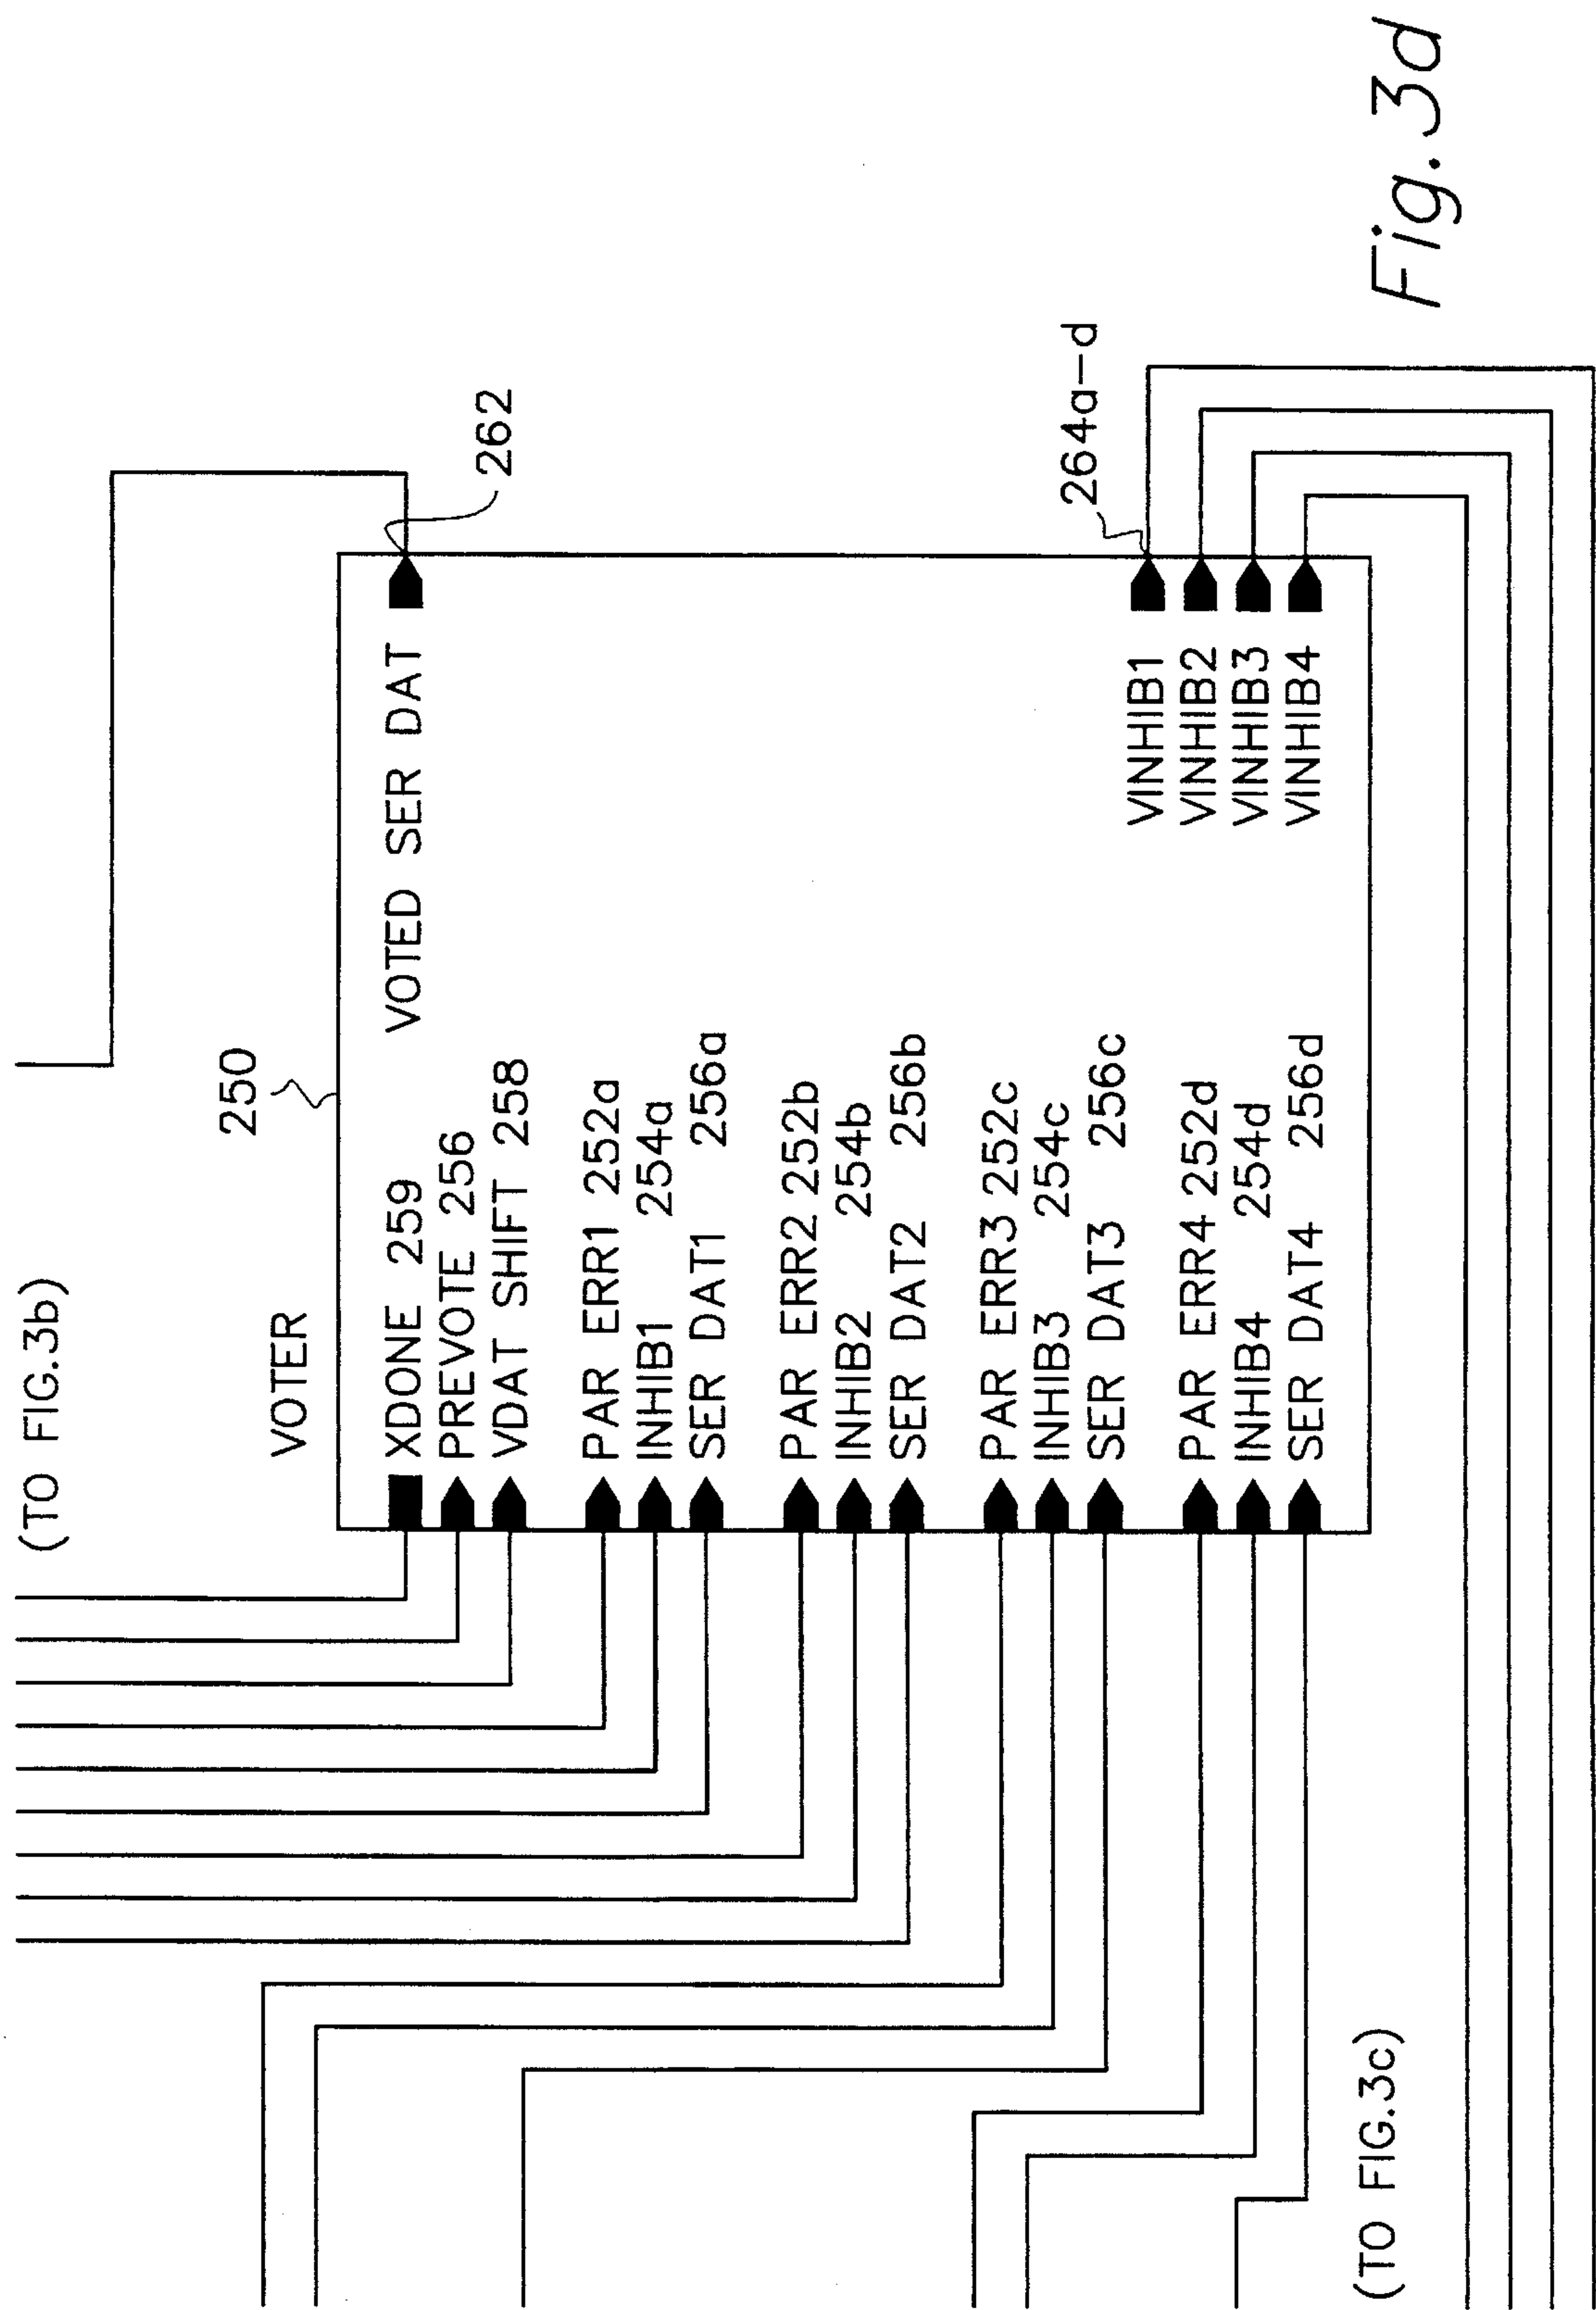 (TO FIG.3b)
250
VOTER
262
XDONE 259
VOTED SER DAT
PREVOTE 256
VDAT SHIFT 258
PAR ERR1 252a
INHIB1 254a
SER DAT1 256a
PAR ERR2 252b
INHIB2 254b
SER DAT2 256b
PAR ERR3 252c
INHIB3 254c
SER DAT3 256c
264a-d
VINHIB1
PAR ERR4 252d
VINHIB2
INHIB4 254d
VINHIB3
SER DAT4 256d
VINHIB4
(TO FIG.3c)
Fig.3d